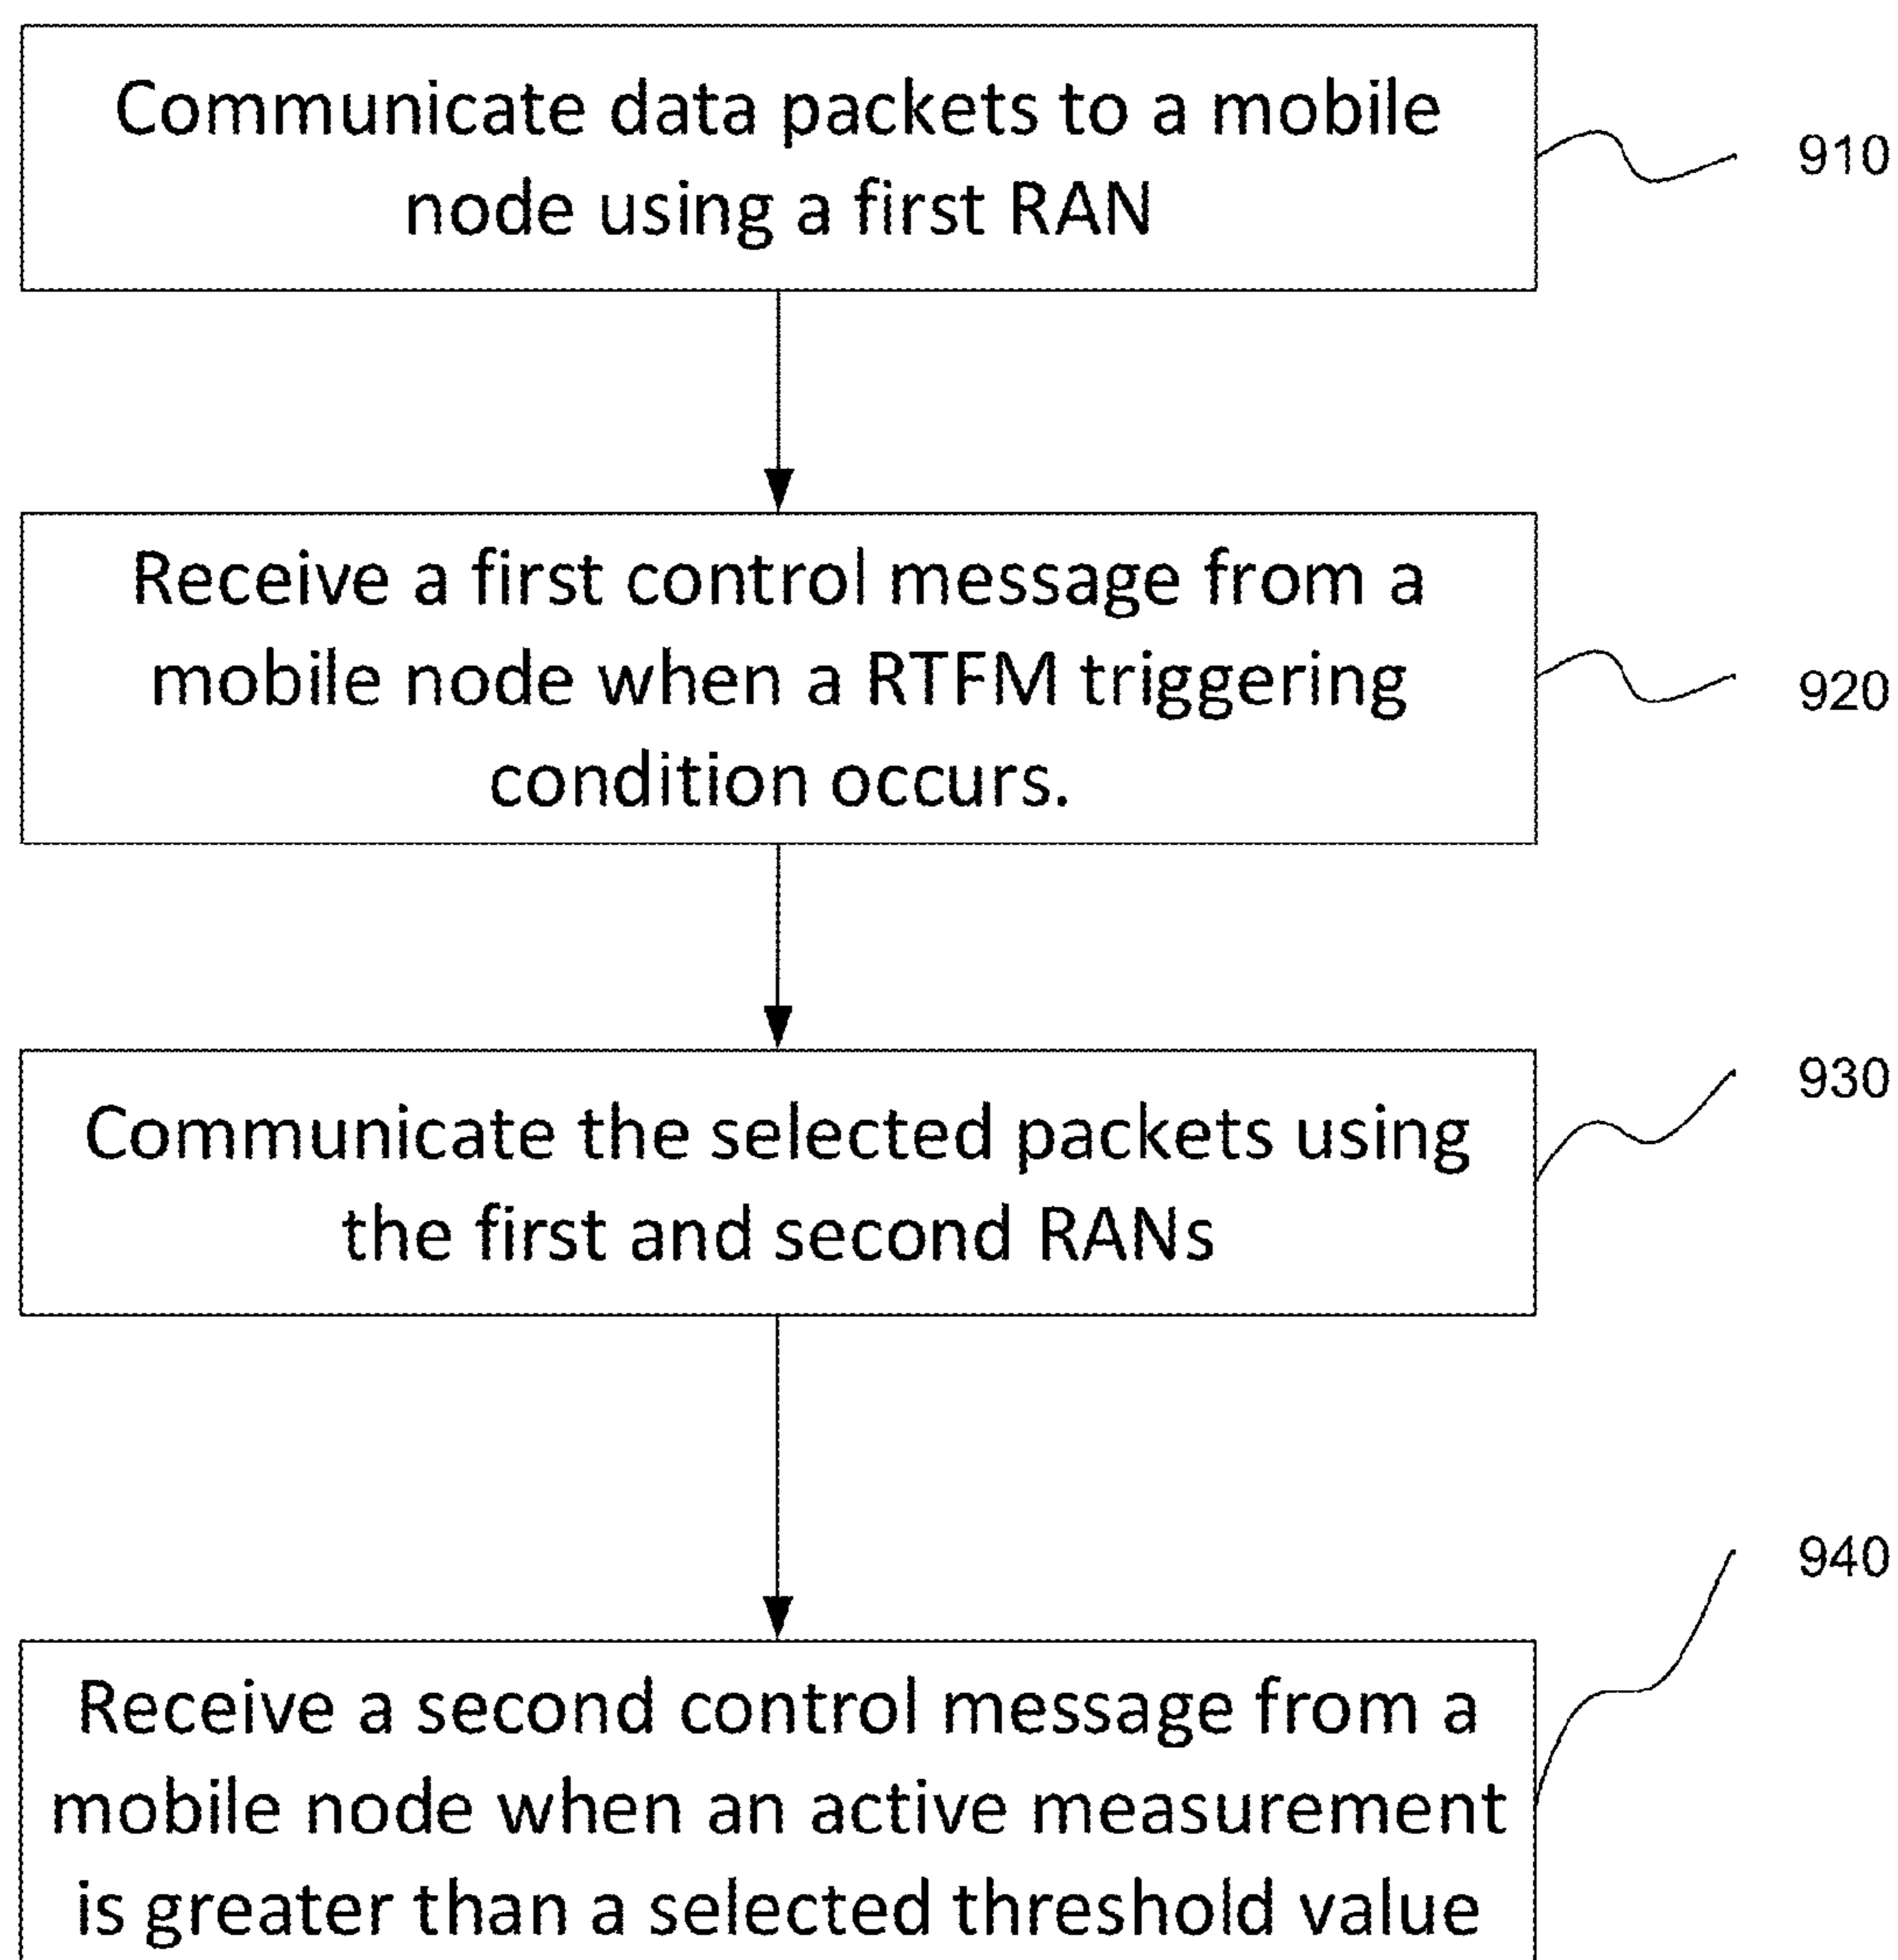 Communicate data packets to a mobile
node using a first RAN
910
Receive a first control message from a
mobile node when a RTFM triggering
condition occurs.
920
Communicate the selected packets using
the first and second RANs
930
Receive a second control message from a
mobile node when an active measurement
is greater than a selected threshold value
940